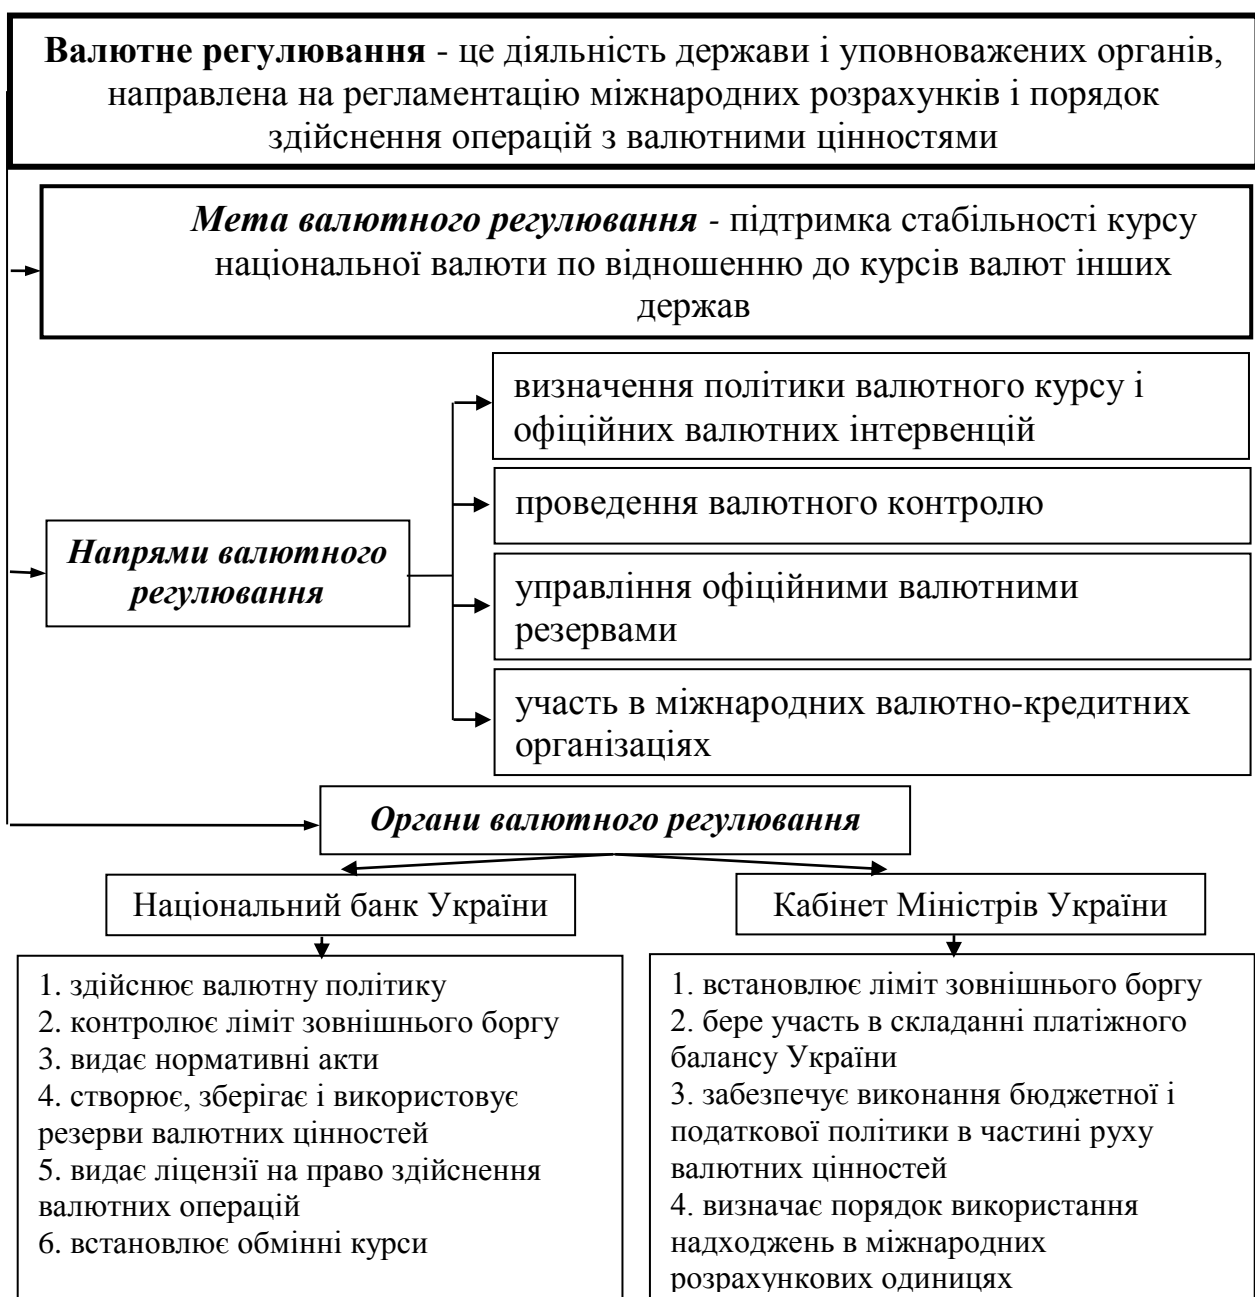 Валютне регулювання - це діяльність держави і уповноважених органів,
направлена на регламентацію міжнародних розрахунків і порядок
здійснення операцій з валютними цінностями
Мета валютного регулювання - підтримка стабільності курсу
національної валюти по відношенню до курсів валют інших
держав
Напрями валютного
регулювання
визначення політики валютного курсу і
офіційних валютних інтервенцій
проведення валютного контролю
управління офіційними валютними
резервами
участь в міжнародних валютно-кредитних
організаціях
Органи валютного регулювання
Національний банк України
1. здійснює валютну політику
2. контролює ліміт зовнішнього боргу
3. видає нормативні акти
4. створює, зберігає і використовує
резерви валютних цінностей
5. видає ліцензії на право здійснення
валютних операцій
6. встановлює обмінні курси
Кабінет Міністрів України
1. встановлює ліміт зовнішнього боргу
2. бере участь в складанні платіжного
балансу України
3. забезпечує виконання бюджетної і
податкової політики в частині руху
валютних цінностей
4. визначає порядок використання
надходжень в міжнародних
розрахункових одиницях